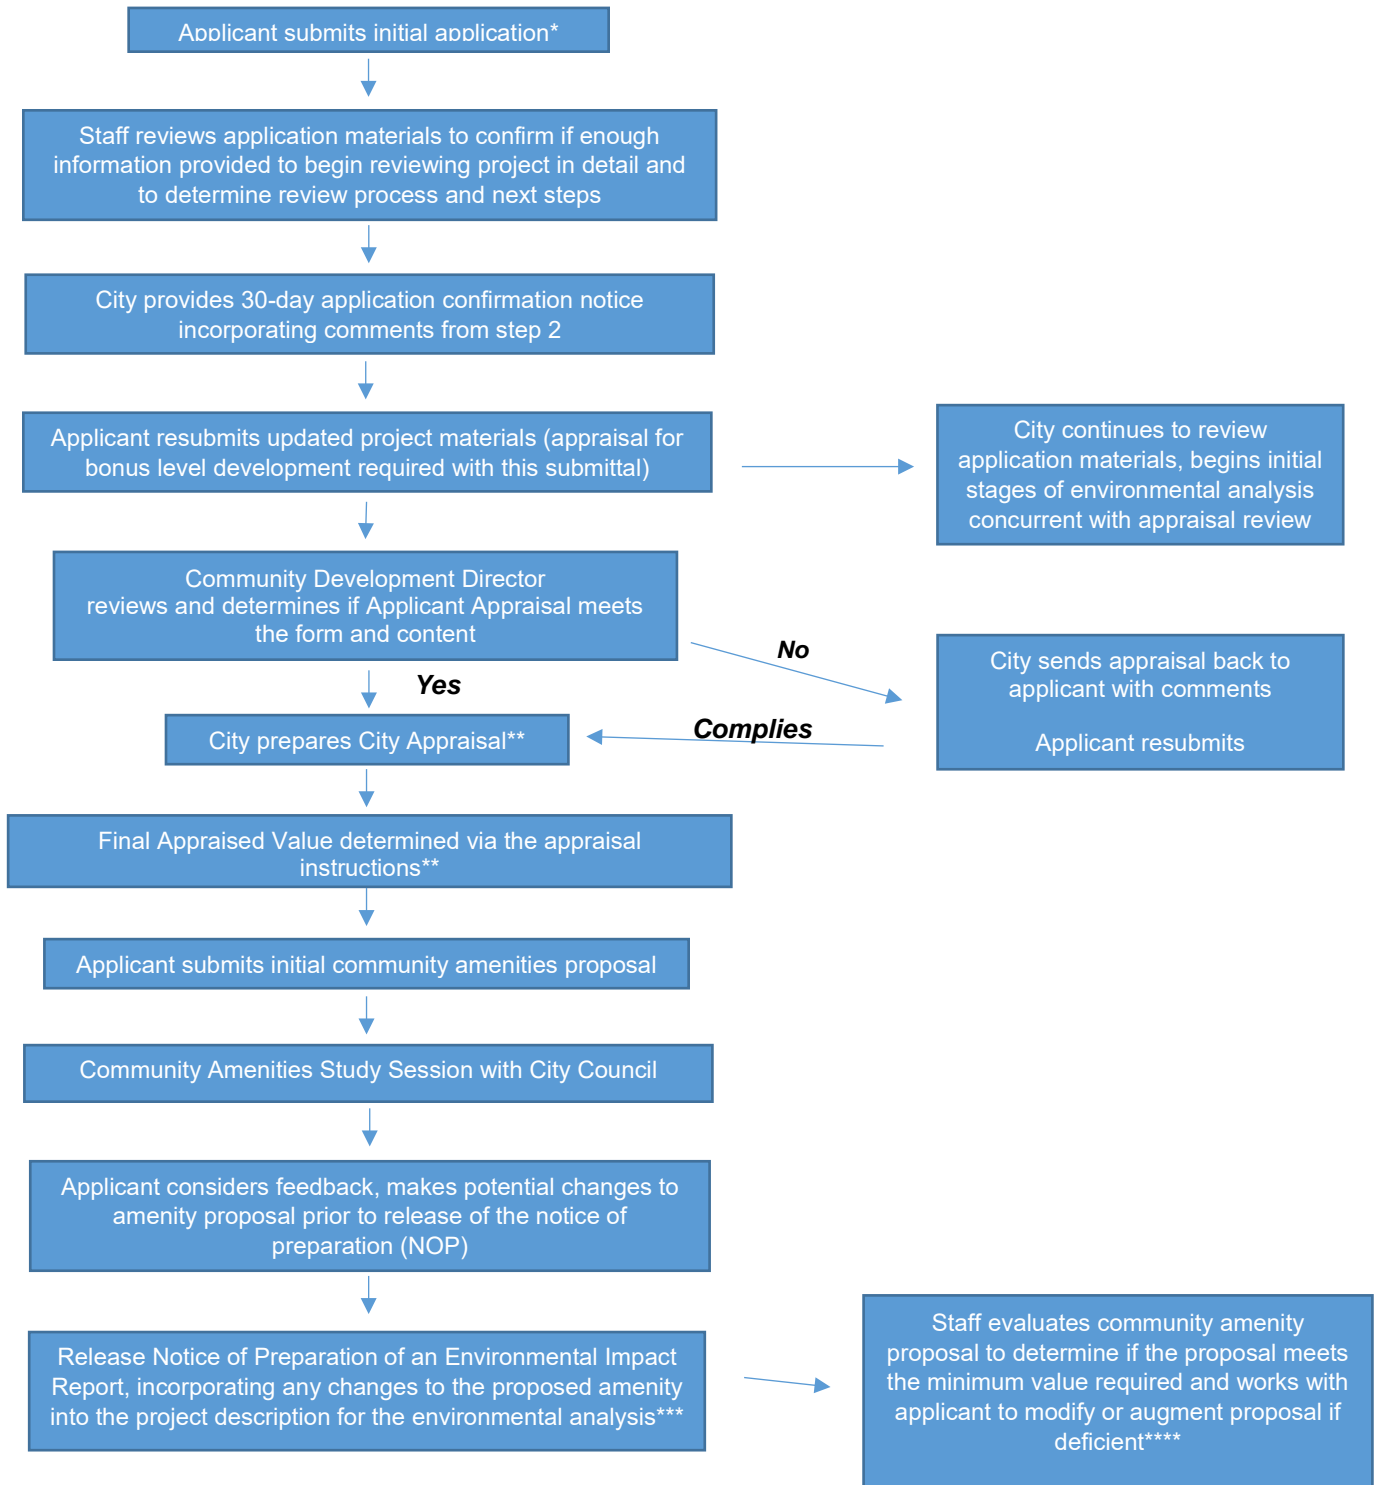 Applicant submits initial application*
Staff reviews application materials to confirm if enough
information provided to begin reviewing project in detail and
to determine review process and next steps
City provides 30-day application confirmation notice
incorporating comments from step 2
Applicant resubmits updated project materials (appraisal for
bonus level development required with this submittal)
City continues to review
application materials, begins initial
stages of environmental analysis
concurrent with appraisal review
Community Development Director
reviews and determines if Applicant Appraisal meets
the form and content
No
Yes
City sends appraisal back to
applicant with comments
Applicant resubmits
Complies
City prepares City Appraisal**
Final Appraised Value determined via the appraisal
instructions**
Applicant submits initial community amenities proposal
Community Amenities Study Session with City Council
Applicant considers feedback, makes potential changes to
amenity proposal prior to release of the notice of
preparation (NOP)
Release Notice of Preparation of an Environmental Impact
Report, incorporating any changes to the proposed amenity
into the project description for the environmental analysis***
Staff evaluates community amenity
proposal to determine if the proposal meets
the minimum value required and works with
applicant to modify or augment proposal if
deficient****